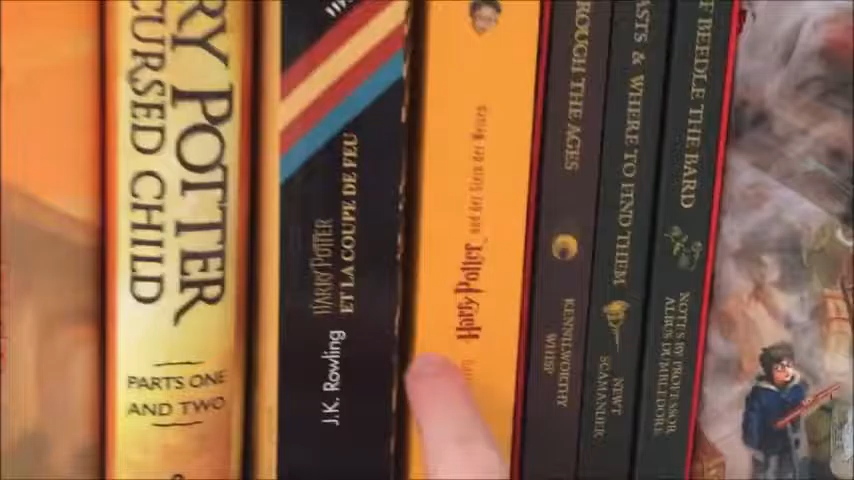 RY POTTER
CURSED CHILD
PARTS ONE
AND TWO
HARRY POTTER
ET LA COUPE DE FEU
J.K. Rowling
Harry Potter und der Stein der Weisen
ROUGH THE AGES
KENNILWORTHY
WHISP
ASTS & WHERE TO FIND THEM
NEWT
SCAMANDER
F BEEDLE THE BARD
NOTES BY PROFESSOR
ALBUS DUMBLEDORE